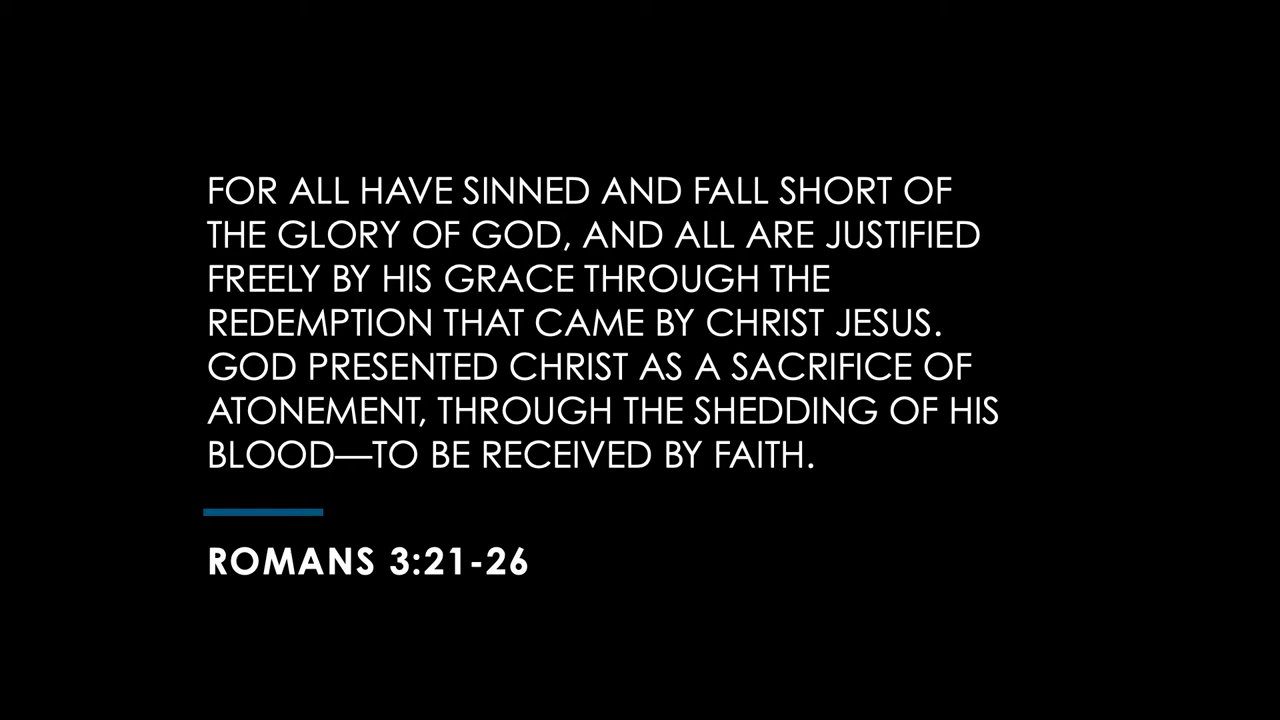 FOR ALL HAVE SINNED AND FALL SHORT OF
THE GLORY OF GOD, AND ALL ARE JUSTIFIED
FREELY BY HIS GRACE THROUGH THE
REDEMPTION THAT CAME BY CHRIST JESUS.
GOD PRESENTED CHRIST AS A SACRIFICE OF
ATONEMENT, THROUGH THE SHEDDING OF HIS
BLOOD—TO BE RECEIVED BY FAITH.
ROMANS 3:21-26